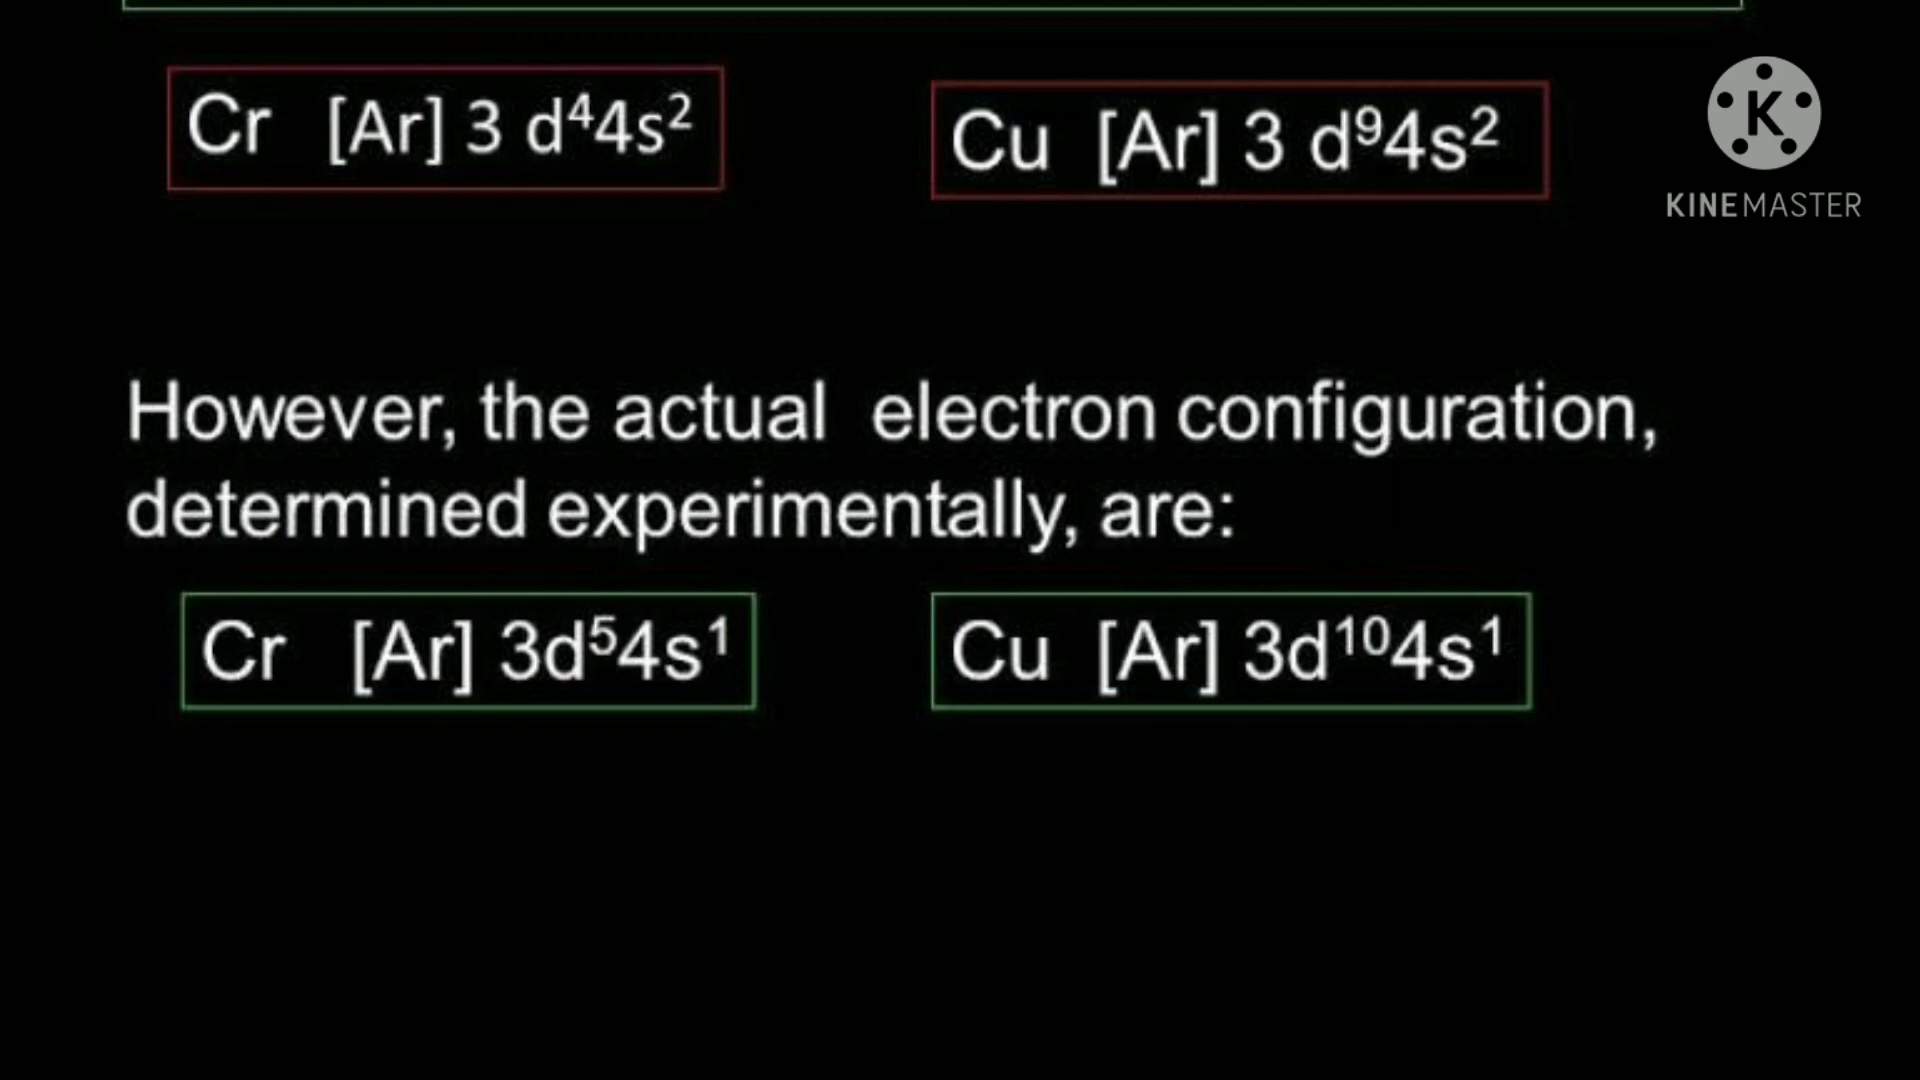 Cr [Ar] 3 d⁴4s²
Cu [Ar] 3 d⁹4s²
K
KINEMASTER
However, the actual electron configuration,
determined experimentally, are:
Cr [Ar] 3d⁵4s¹
Cu [Ar] 3d¹⁰4s¹